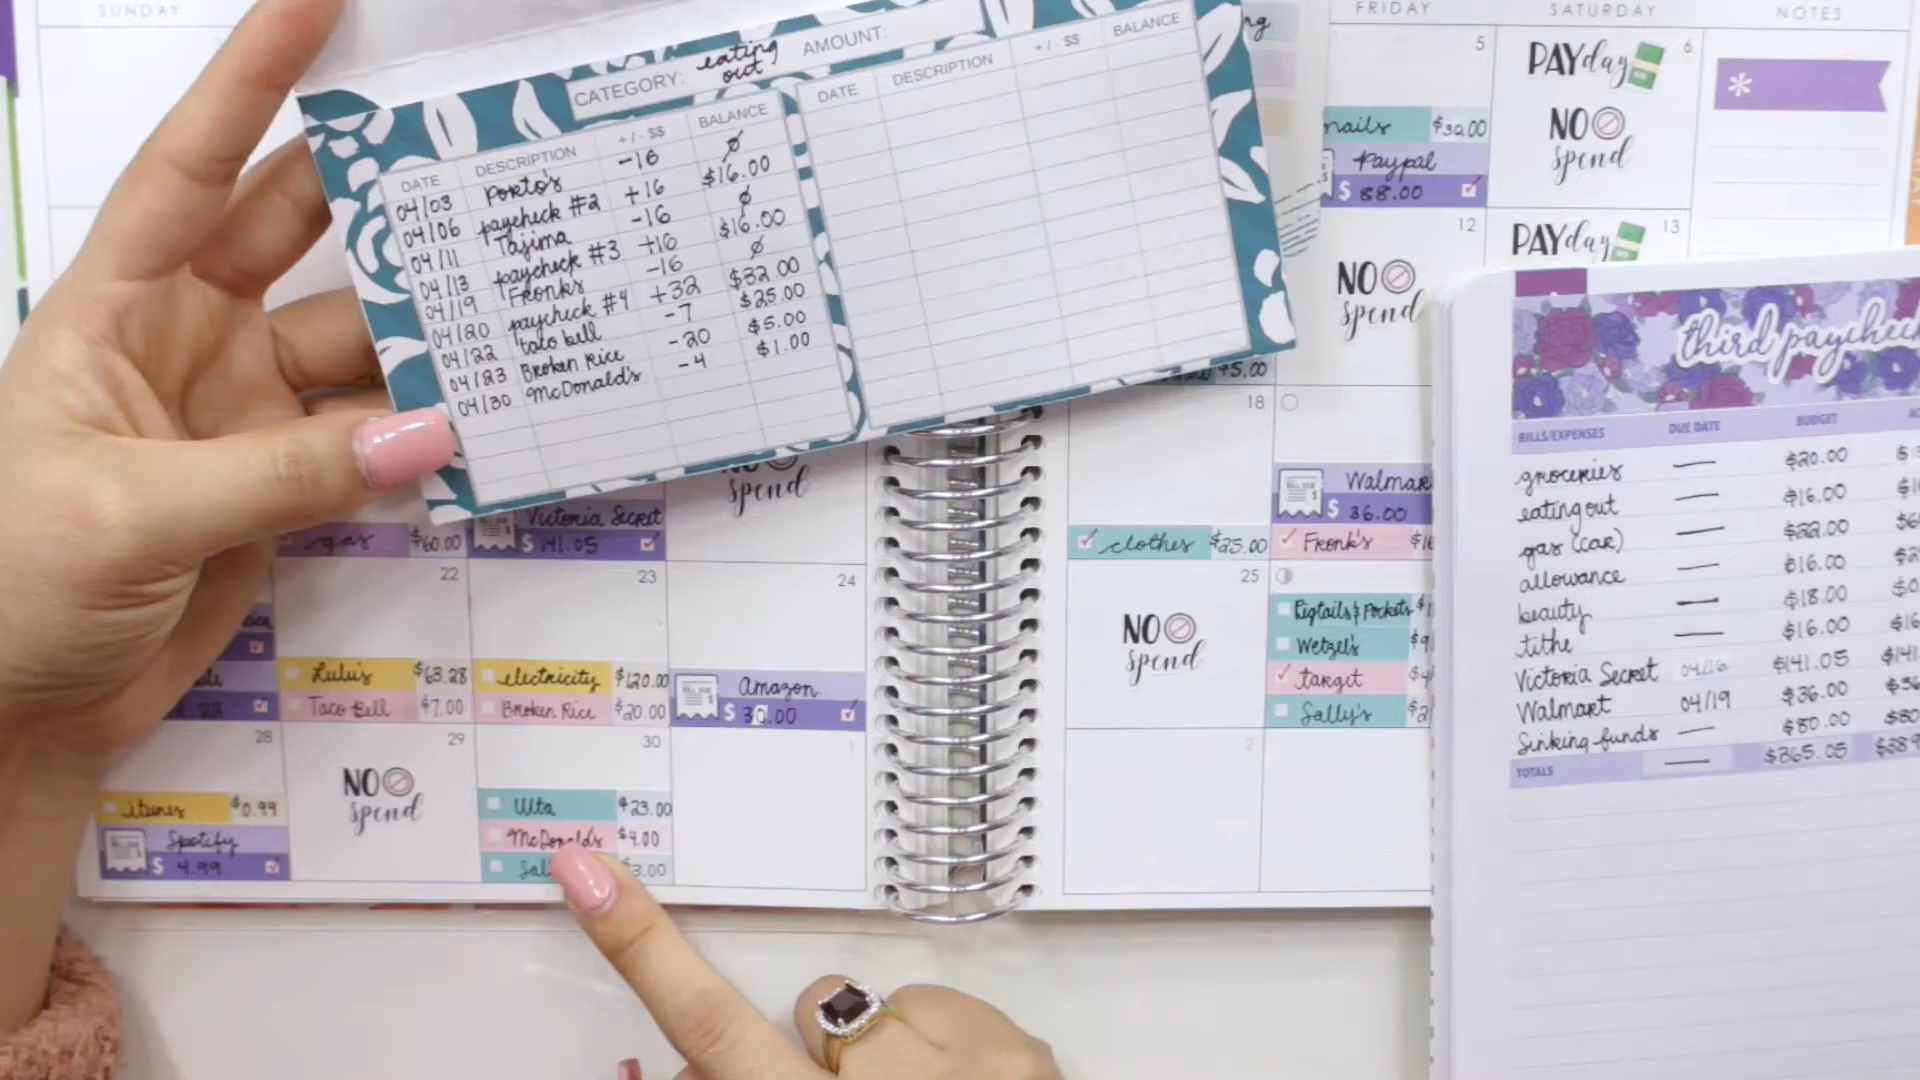 SUNDAY
FRIDAY
SATURDAY
NOTES
CATEGORY: eating out AMOUNT:
DATE DESCRIPTION + / - $$ BALANCE
04/03 Porto's -16 ∅
04/06 paycheck #2 +16 $16.00
04/11 Tajima -16 ∅
04/13 paycheck #3 +16 $16.00
04/19 Fronks -16 ∅
04/20 paycheck #4 +32 $32.00
04/22 taco bell -7 $25.00
04/23 Broken Rice -20 $5.00
04/30 McDonald's -4 $1.00
DATE DESCRIPTION + / - $$ BALANCE
5
nails $30.00
Paypal
$ 88.00
6
PAYday
NO
spend
12
NO
spend
PAYday
13
$5.00
spend
gas $60.00
Victoria Secret
$ 141.05
18
clothes $25.00
Walmart
$ 36.00
Fronk's
22
Lulu's $63.28
Taco Bell $7.00
23
electricity $120.00
Broken Rice $20.00
24
Amazon
$ 30.00
25
NO
spend
Pigtails & Pockets
Wetzel's
target
Sally's
28
itunes $0.99
Spotify
$ 4.99
29
NO
spend
30
Ulta $23.00
McDonald's $4.00
Sal
3.00
1
2
third paycheck
BILLS/EXPENSES DUE DATE BUDGET
groceries — $20.00
eating out — $16.00
gas (car) — $22.00
allowance — $16.00
beauty — $18.00
tithe — $16.00
Victoria Secret 04/16 $141.05
Walmart 04/19 $36.00
Sinking funds — $80.00
TOTALS — $365.05